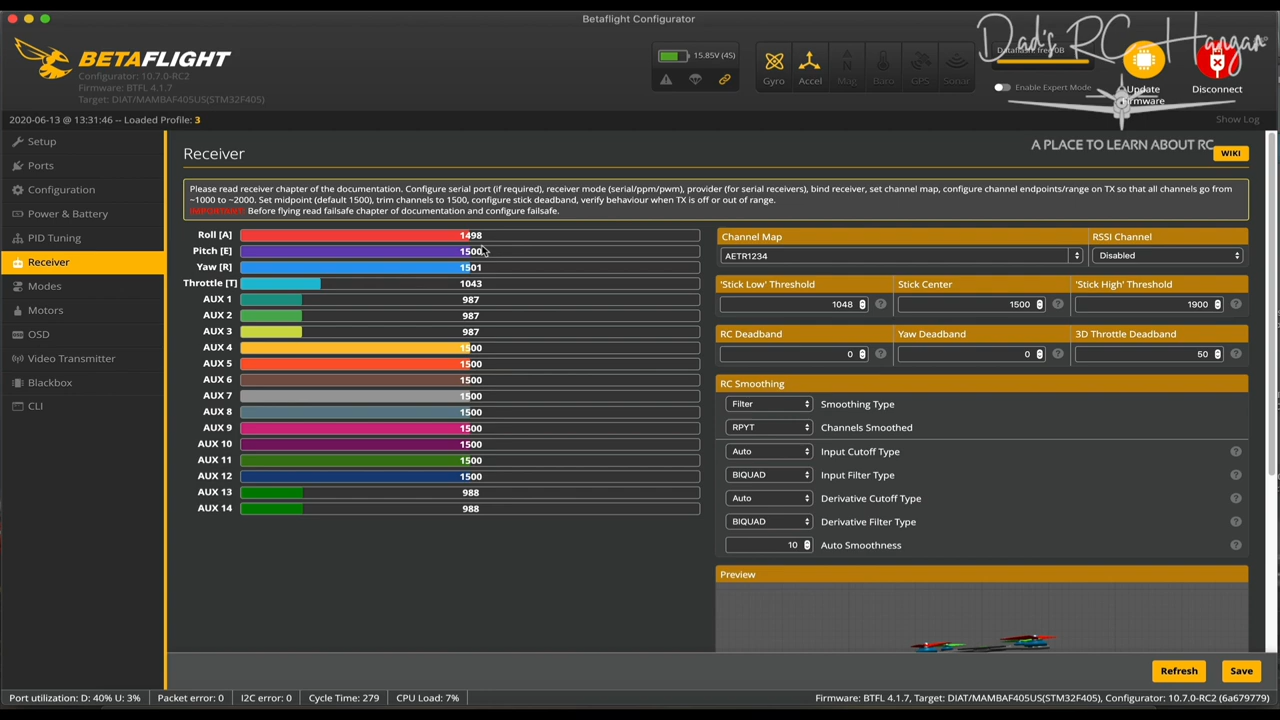 Betaflight Configurator
BETAFLIGHT
Configurator: 10.7.0-RC2
Firmware: BTFL 4.1.7
Target: DIAT/MAMBAF405US(STM32F405)
15.85V (4S)
Gyro
Accel
Mag
Baro
GPS
Sonar
Dataflash: free 0B
Enable Expert Mode
Update Firmware
Disconnect
Dad's RC Hangar
A PLACE TO LEARN ABOUT RC
2020-06-13 @ 13:31:46 -- Loaded Profile: 3
Show Log
Setup
Ports
Configuration
Power & Battery
PID Tuning
Receiver
Modes
Motors
OSD
Video Transmitter
Blackbox
CLI
Receiver
WIKI
Please read receiver chapter of the documentation. Configure serial port (if required), receiver mode (serial/ppm/pwm), provider (for serial receivers), bind receiver, set channel map, configure channel endpoints/range on TX so that all channels go from
~1000 to ~2000. Set midpoint (default 1500), trim channels to 1500, configure stick deadband, verify behaviour when TX is off or out of range.
IMPORTANT: Before flying read failsafe chapter of documentation and configure failsafe.
Roll [A] 1498
Pitch [E] 1500
Yaw [R] 1501
Throttle [T] 1043
AUX 1 987
AUX 2 987
AUX 3 987
AUX 4 1500
AUX 5 1500
AUX 6 1500
AUX 7 1500
AUX 8 1500
AUX 9 1500
AUX 10 1500
AUX 11 1500
AUX 12 1500
AUX 13 988
AUX 14 988
Channel Map RSSI Channel
AETR1234 Disabled
'Stick Low' Threshold Stick Center 'Stick High' Threshold
1048 ? 1500 ? 1900 ?
RC Deadband Yaw Deadband 3D Throttle Deadband
0 ? 0 ? 50 ?
RC Smoothing
Filter Smoothing Type ?
RPYT Channels Smoothed ?
Auto Input Cutoff Type ?
BIQUAD Input Filter Type ?
Auto Derivative Cutoff Type ?
BIQUAD Derivative Filter Type ?
10 Auto Smoothness ?
Preview
Refresh
Save
Port utilization: D: 40% U: 3% Packet error: 0 I2C error: 0 Cycle Time: 279 CPU Load: 7% Firmware: BTFL 4.1.7, Target: DIAT/MAMBAF405US(STM32F405), Configurator: 10.7.0-RC2 (6a679779)